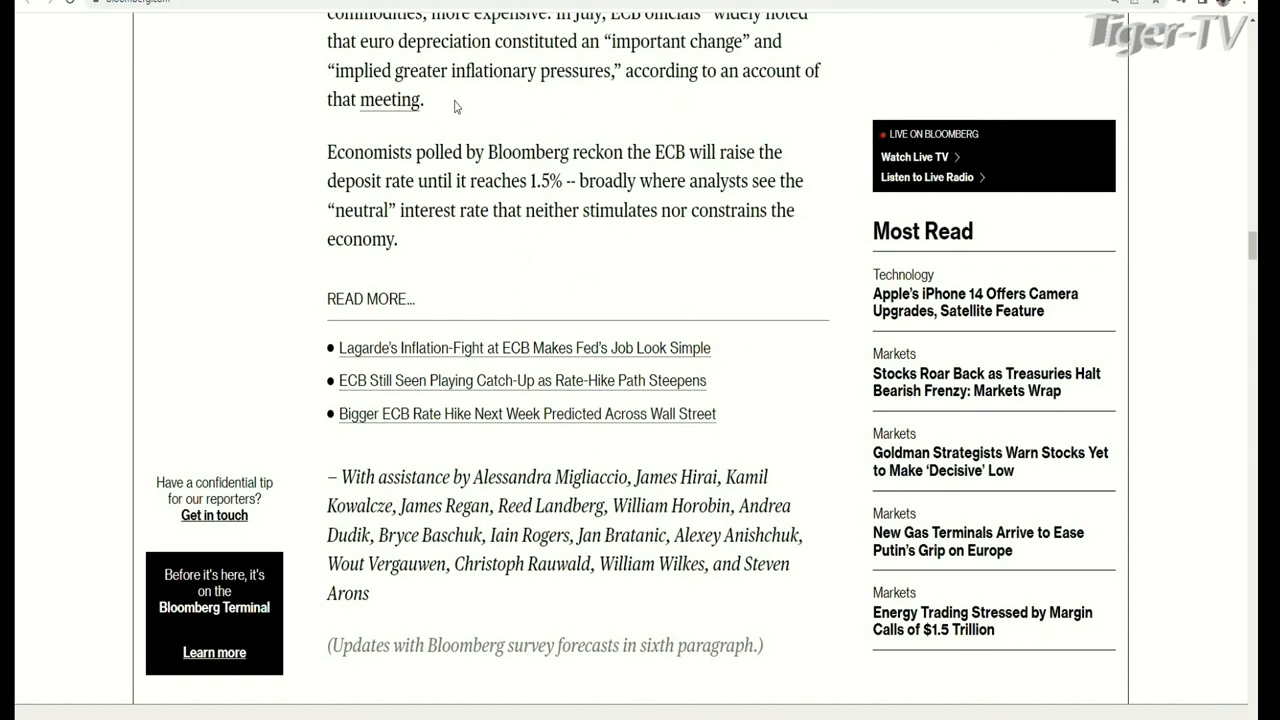 bloomberg.com
Tiger-TV
commodities, more expensive. In July, ECB officials “widely noted
that euro depreciation constituted an “important change” and
“implied greater inflationary pressures,” according to an account of
that meeting.
Economists polled by Bloomberg reckon the ECB will raise the
deposit rate until it reaches 1.5% -- broadly where analysts see the
“neutral” interest rate that neither stimulates nor constrains the
economy.
READ MORE...
• Lagarde’s Inflation-Fight at ECB Makes Fed’s Job Look Simple
• ECB Still Seen Playing Catch-Up as Rate-Hike Path Steepens
• Bigger ECB Rate Hike Next Week Predicted Across Wall Street
– With assistance by Alessandra Migliaccio, James Hirai, Kamil
Kowalcze, James Regan, Reed Landberg, William Horobin, Andrea
Dudik, Bryce Baschuk, Iain Rogers, Jan Bratanic, Alexey Anishchuk,
Wout Vergauwen, Christoph Rauwald, William Wilkes, and Steven
Arons
(Updates with Bloomberg survey forecasts in sixth paragraph.)
Have a confidential tip
for our reporters?
Get in touch
Before it's here, it's
on the
Bloomberg Terminal
Learn more
LIVE ON BLOOMBERG
Watch Live TV
Listen to Live Radio
Most Read
Technology
Apple’s iPhone 14 Offers Camera
Upgrades, Satellite Feature
Markets
Stocks Roar Back as Treasuries Halt
Bearish Frenzy: Markets Wrap
Markets
Goldman Strategists Warn Stocks Yet
to Make ‘Decisive’ Low
Markets
New Gas Terminals Arrive to Ease
Putin’s Grip on Europe
Markets
Energy Trading Stressed by Margin
Calls of $1.5 Trillion